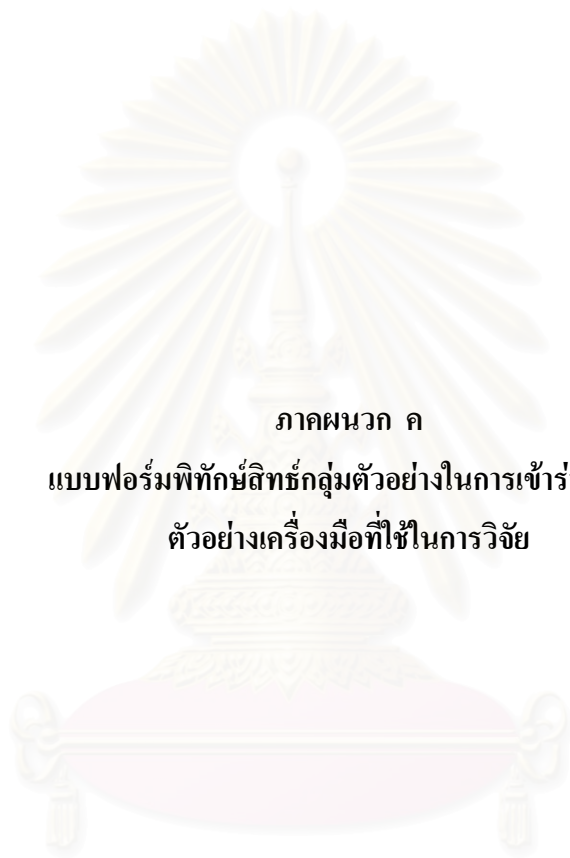 ภาคผนวก ค
แบบฟอร์มพิทักษ์สิทธิ์กลุ่มตัวอย่างในการเข้าร่
ตัวอย่างเครื่องมือที่ใช้ในการวิจัย